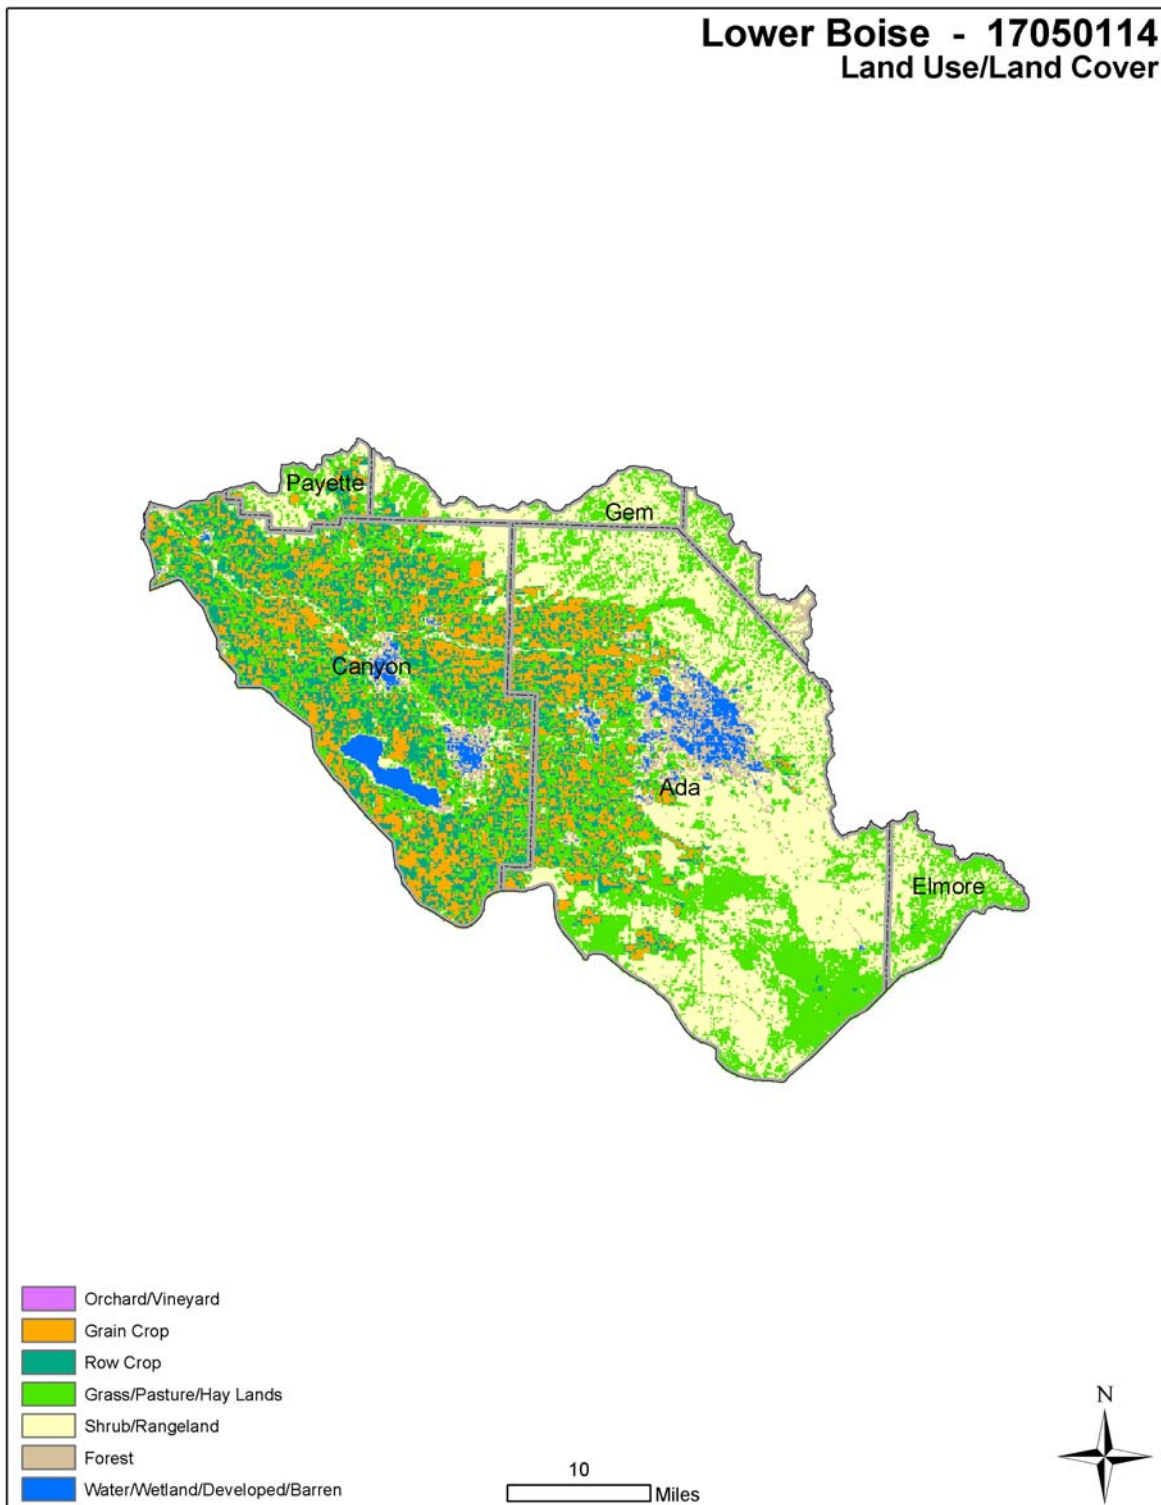 Lower Boise - 17050114
Land Use/Land Cover
Payette
Gem
Canyon
Ada
Elmore
Orchard/Vineyard
Grain Crop
Row Crop
Grass/Pasture/Hay Lands
Shrub/Rangeland
Forest
Water/Wetland/Developed/Barren
10
Miles
N